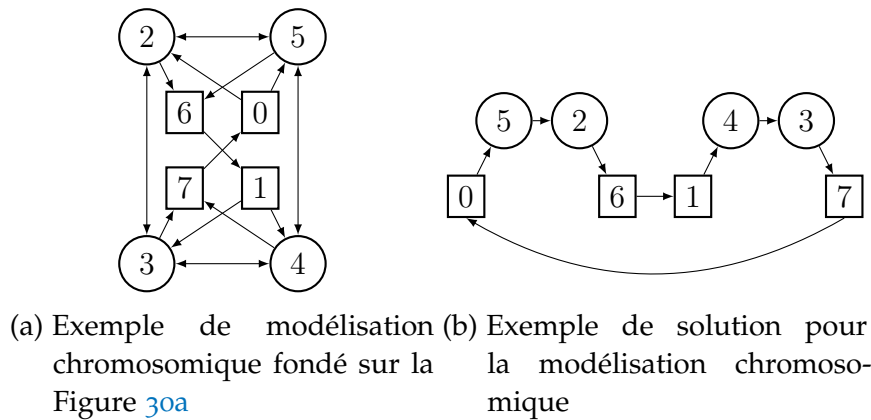 2 5
6 0
7 1
3 4
5 2 4 3
0 6 1 7
(a) Exemple de modélisation
chromosomique fondé sur la
Figure 30a
(b) Exemple de solution pour
la modélisation chromoso-
mique